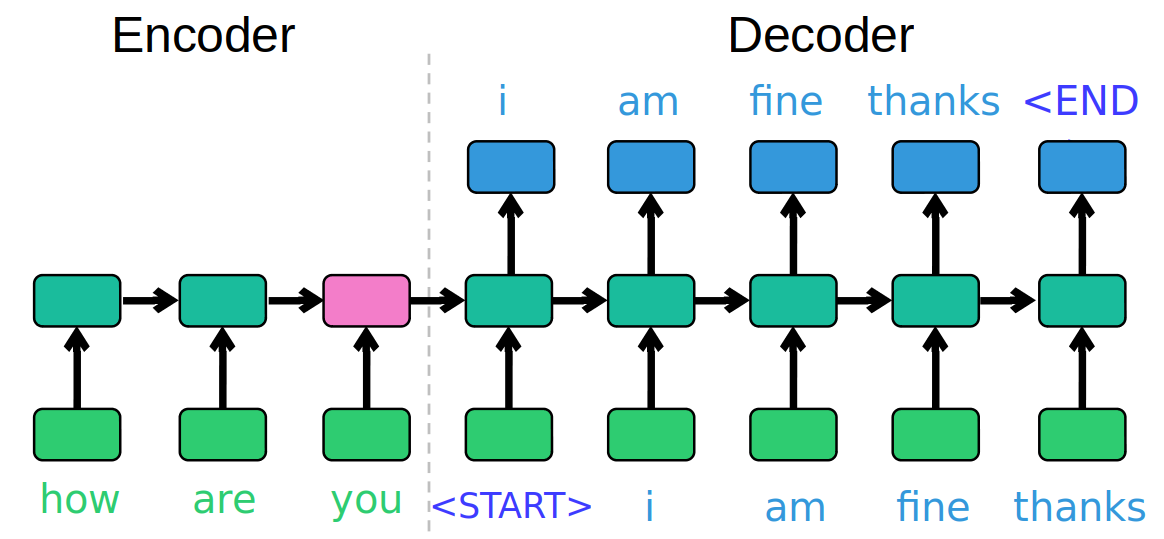 Encoder Decoder
i am fine thanks <END
how are you <START> i am fine thanks